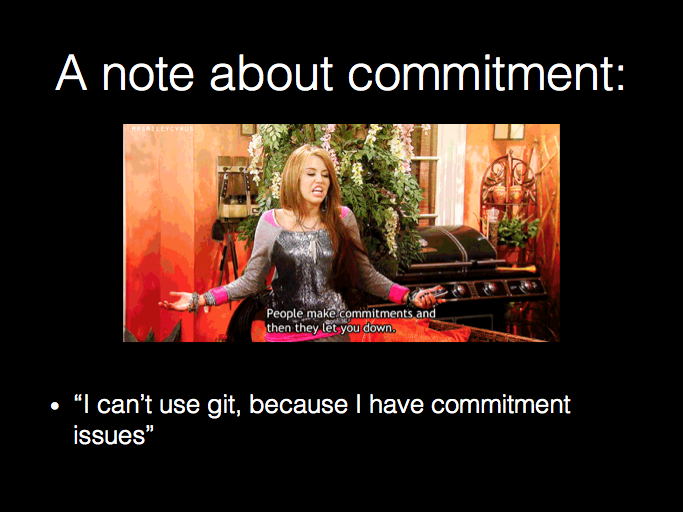 A note about commitment:
MRSMILEYCYRUS
People make commitments and
then they let you down.
• “I can’t use git, because I have commitment
issues”